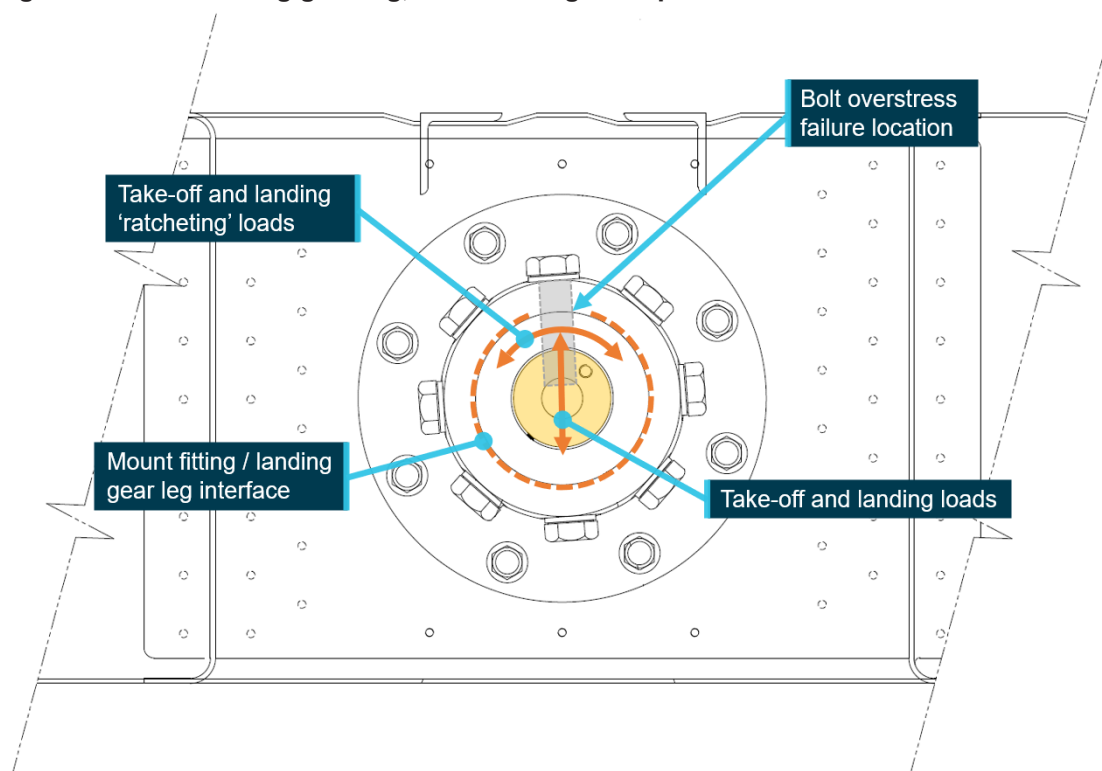 Bolt overstress
failure location
Take-off and landing
‘ratcheting’ loads
Mount fitting / landing
gear leg interface
Take-off and landing loads